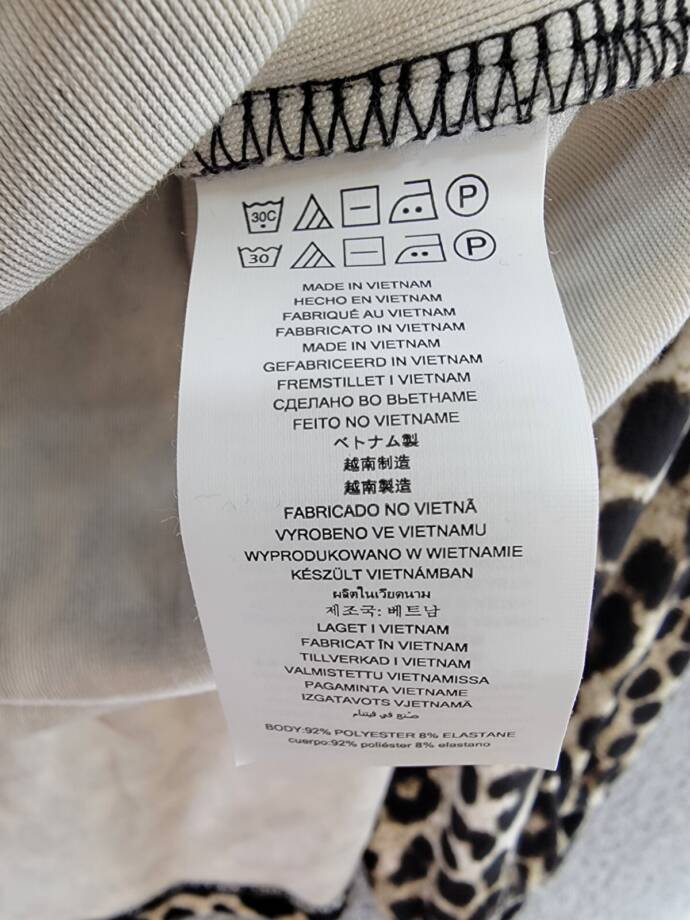 30C P
30 P
MADE IN VIETNAM
HECHO EN VIETNAM
FABRIQUÉ AU VIETNAM
FABBRICATO IN VIETNAM
MADE IN VIETNAM
GEFABRICEERD IN VIETNAM
FREMSTILLET I VIETNAM
СДЕЛАНО ВО ВЬЕТНАМЕ
FEITO NO VIETNAME
ベトナム製
越南制造
越南製造
FABRICADO NO VIETNÃ
VYROBENO VE VIETNAMU
WYPRODUKOWANO W WIETNAMIE
KÉSZÜLT VIETNÁMBAN
ผลิตในเวียดนาม
제조국: 베트남
LAGET I VIETNAM
FABRICAT ÎN VIETNAM
TILLVERKAD I VIETNAM
VALMISTETTU VIETNAMISSA
PAGAMINTA VIETNAME
IZGATAVOTS VJETNAMĀ
صنع في فيتنام
BODY:92% POLYESTER 8% ELASTANE
cuerpo:92% poliéster 8% elastano